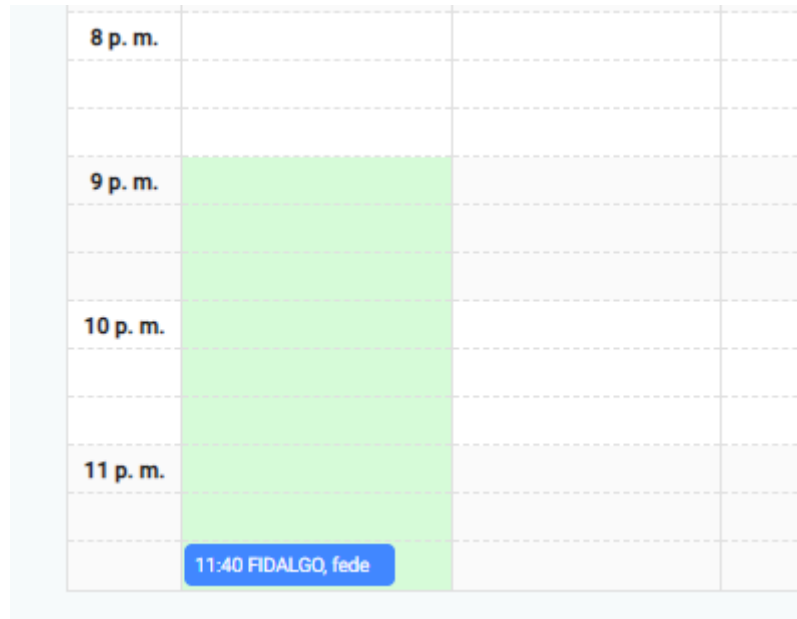 8 p. m.
9 p. m.
10 p. m.
11 p. m.
11:40 FIDALGO, fede